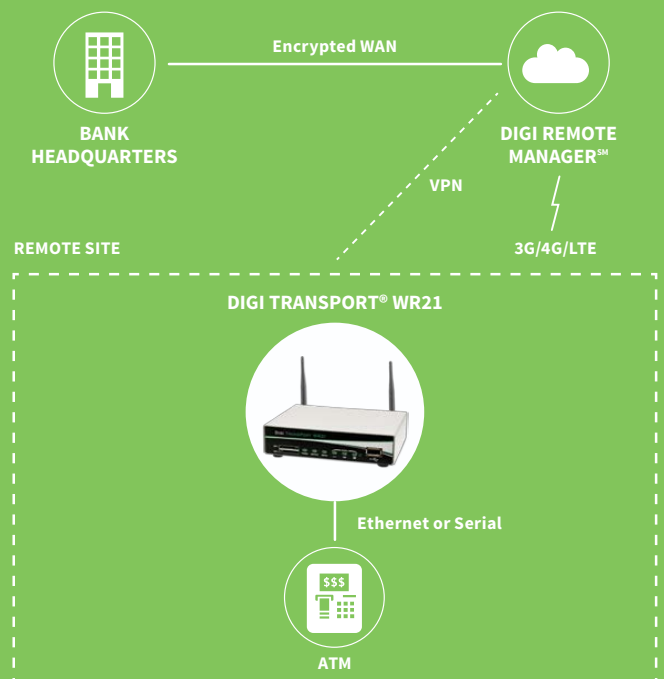 Encrypted WAN
BANK
HEADQUARTERS
DIGI REMOTE
MANAGER℠
VPN
REMOTE SITE
3G/4G/LTE
DIGI TRANSPORT® WR21
Ethernet or Serial
$$$
ATM